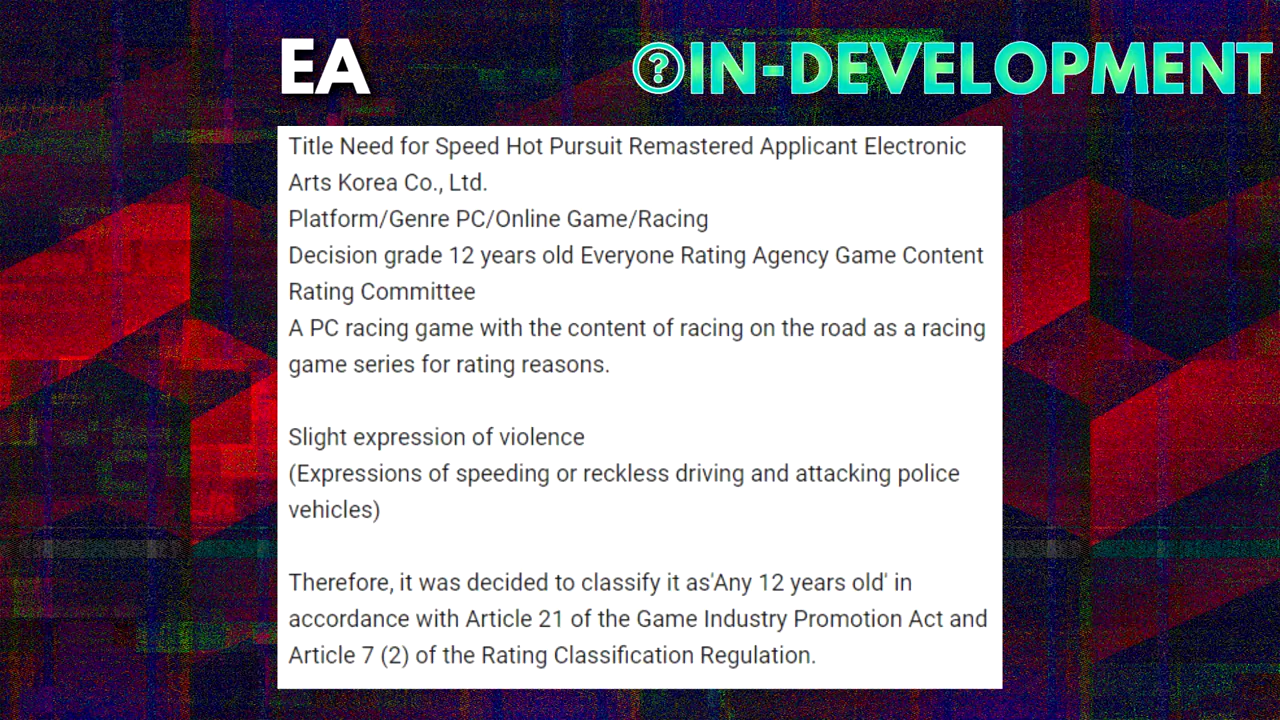 EA
?IN-DEVELOPMENT
Title Need for Speed Hot Pursuit Remastered Applicant Electronic
Arts Korea Co., Ltd.
Platform/Genre PC/Online Game/Racing
Decision grade 12 years old Everyone Rating Agency Game Content
Rating Committee
A PC racing game with the content of racing on the road as a racing
game series for rating reasons.
Slight expression of violence
(Expressions of speeding or reckless driving and attacking police
vehicles)
Therefore, it was decided to classify it as'Any 12 years old' in
accordance with Article 21 of the Game Industry Promotion Act and
Article 7 (2) of the Rating Classification Regulation.